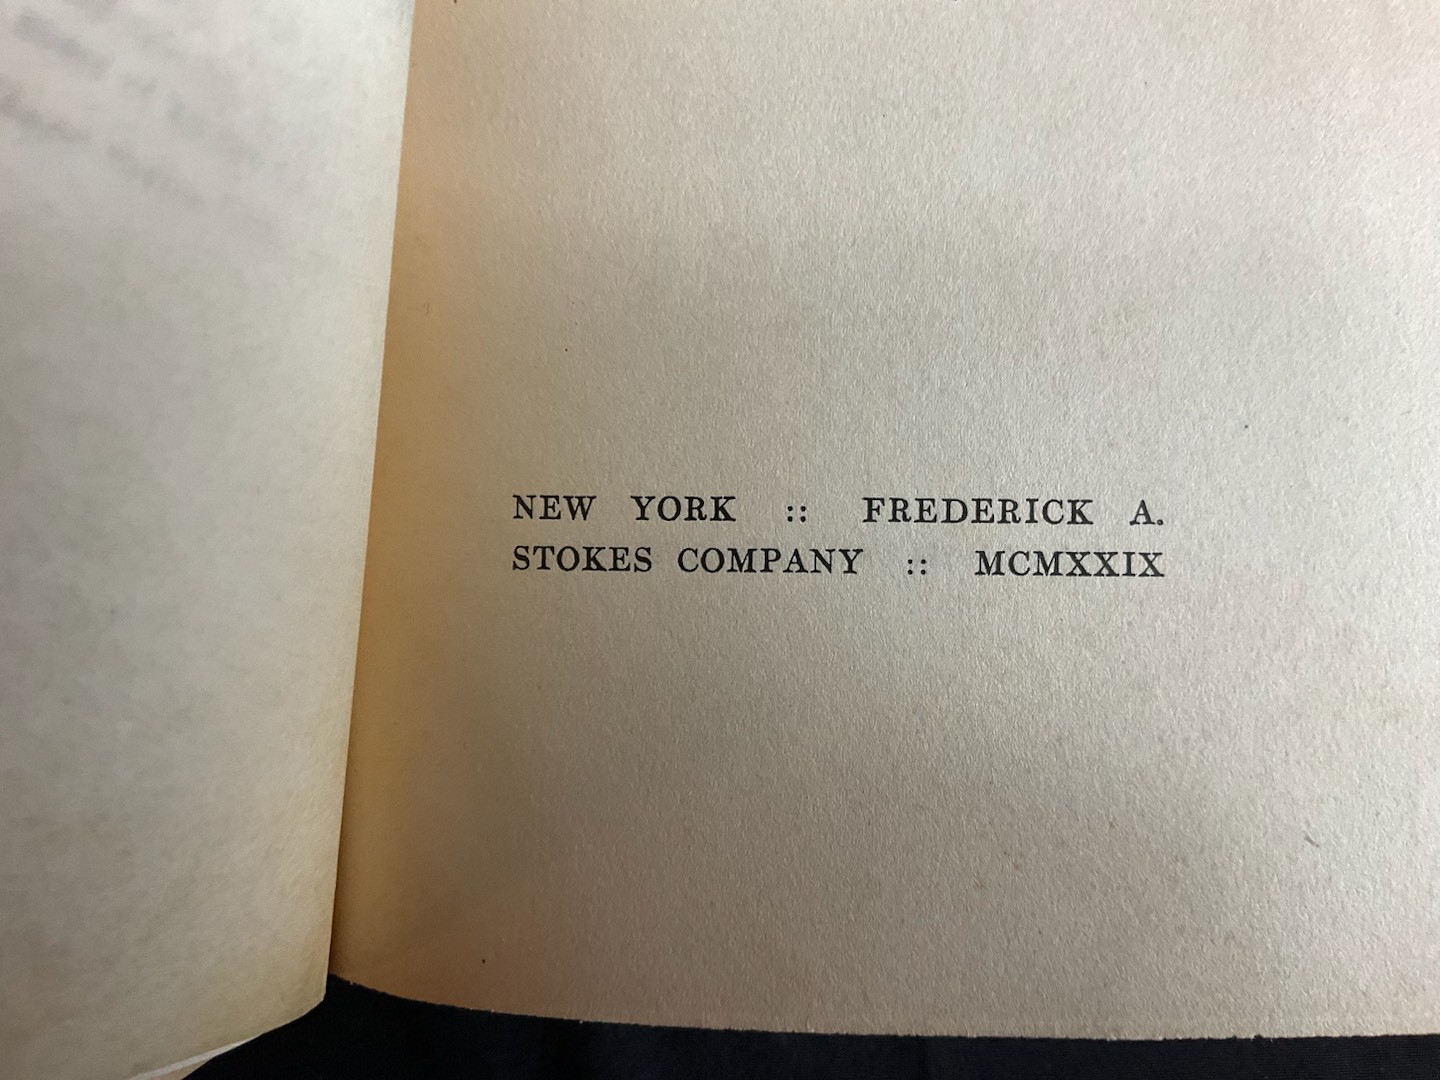 NEW YORK :: FREDERICK A.
STOKES COMPANY :: MCMXXIX